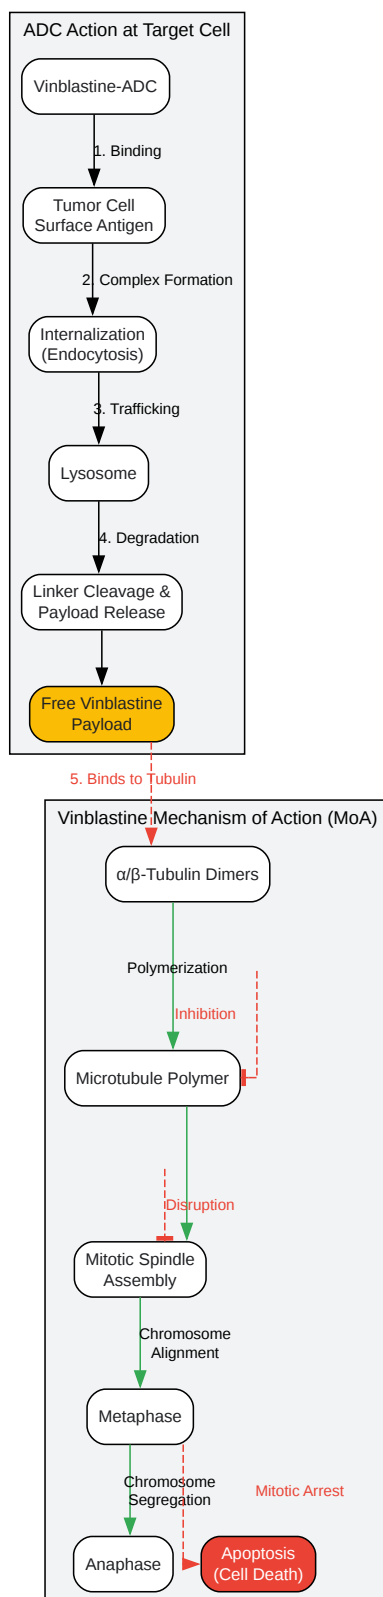 ADC Action at Target Cell
Vinblastine-ADC
1. Binding
Tumor Cell
Surface Antigen
2. Complex Formation
Internalization
(Endocytosis)
3. Trafficking
Lysosome
4. Degradation
Linker Cleavage &
Payload Release
Free Vinblastine
Payload
5. Binds to Tubulin
Vinblastine Mechanism of Action (MoA)
α/β-Tubulin Dimers
Polymerization
Inhibition
Microtubule Polymer
Disruption
Mitotic Spindle
Assembly
Chromosome
Alignment
Metaphase
Chromosome
Segregation
Mitotic Arrest
Anaphase
Apoptosis
(Cell Death)